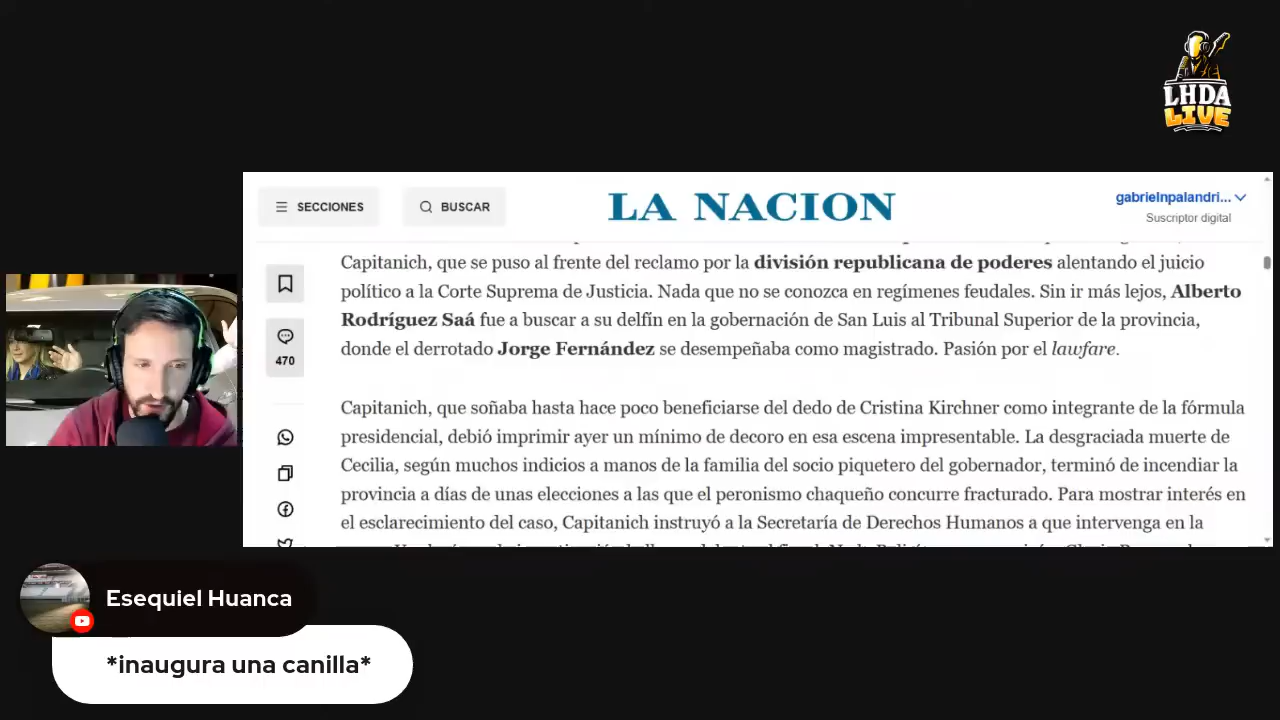 LHDA
LIVE
SECCIONES
BUSCAR
LA NACION
gabrielnpalandri...
Suscriptor digital
Capitanich, que se puso al frente del reclamo por la división republicana de poderes alentando el juicio
político a la Corte Suprema de Justicia. Nada que no se conozca en regímenes feudales. Sin ir más lejos, Alberto
Rodríguez Saá fue a buscar a su delfín en la gobernación de San Luis al Tribunal Superior de la provincia,
donde el derrotado Jorge Fernández se desempeñaba como magistrado. Pasión por el lawfare.
470
Capitanich, que soñaba hasta hace poco beneficiarse del dedo de Cristina Kirchner como integrante de la fórmula
presidencial, debió imprimir ayer un mínimo de decoro en esa escena impresentable. La desgraciada muerte de
Cecilia, según muchos indicios a manos de la familia del socio piquetero del gobernador, terminó de incendiar la
provincia a días de unas elecciones a las que el peronismo chaqueño concurre fracturado. Para mostrar interés en
el esclarecimiento del caso, Capitanich instruyó a la Secretaría de Derechos Humanos a que intervenga en la
Esequiel Huanca
*inaugura una canilla*